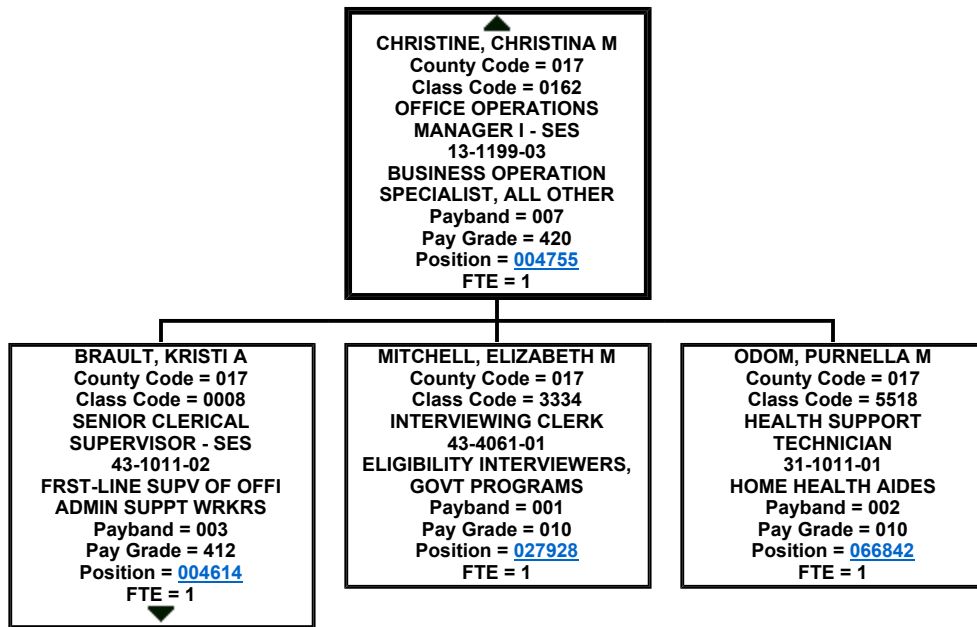 CHRISTINE, CHRISTINA M
County Code = 017
Class Code = 0162
OFFICE OPERATIONS
MANAGER I - SES
13-1199-03
BUSINESS OPERATION
SPECIALIST, ALL OTHER
Payband = 007
Pay Grade = 420
Position = 004755
FTE = 1
BRAULT, KRISTI A
County Code = 017
Class Code = 0008
SENIOR CLERICAL
SUPERVISOR - SES
43-1011-02
FRST-LINE SUPV OF OFFI
ADMIN SUPPT WRKRS
Payband = 003
Pay Grade = 412
Position = 004614
FTE = 1
MITCHELL, ELIZABETH M
County Code = 017
Class Code = 3334
INTERVIEWING CLERK
43-4061-01
ELIGIBILITY INTERVIEWERS,
GOVT PROGRAMS
Payband = 001
Pay Grade = 010
Position = 027928
FTE = 1
ODOM, PURNELLA M
County Code = 017
Class Code = 5518
HEALTH SUPPORT
TECHNICIAN
31-1011-01
HOME HEALTH AIDES
Payband = 002
Pay Grade = 010
Position = 066842
FTE = 1